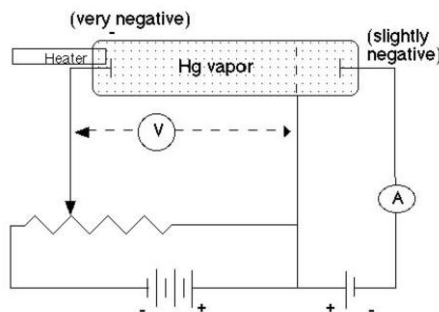 (very negative)
-
(slightly
negative)
Heater
Hg vapor
V
A
- +
+ -